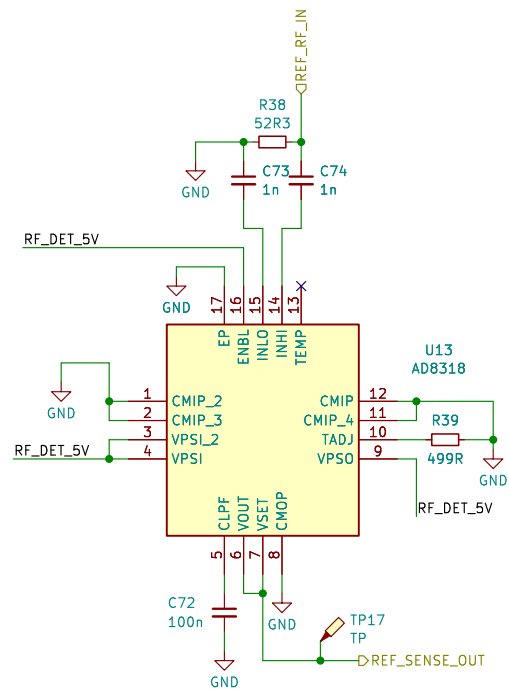 REF_RF_IN
R38
52R3
C73
1n
C74
1n
GND
RF_DET_5V
GND
17
16
15
14
13
EP
ENBL
INLO
INHI
TEMP
U13
AD8318
GND
1
CMIP_2
2
CMIP_3
3
VPSI_2
4
VPSI
RF_DET_5V
CMIP
12
CMIP_4
11
TADJ
10
VPSO
9
R39
499R
GND
RF_DET_5V
CLPF
VOUT
VSET
CMOP
5
6
7
8
C72
100n
GND
GND
TP17
TP
REF_SENSE_OUT